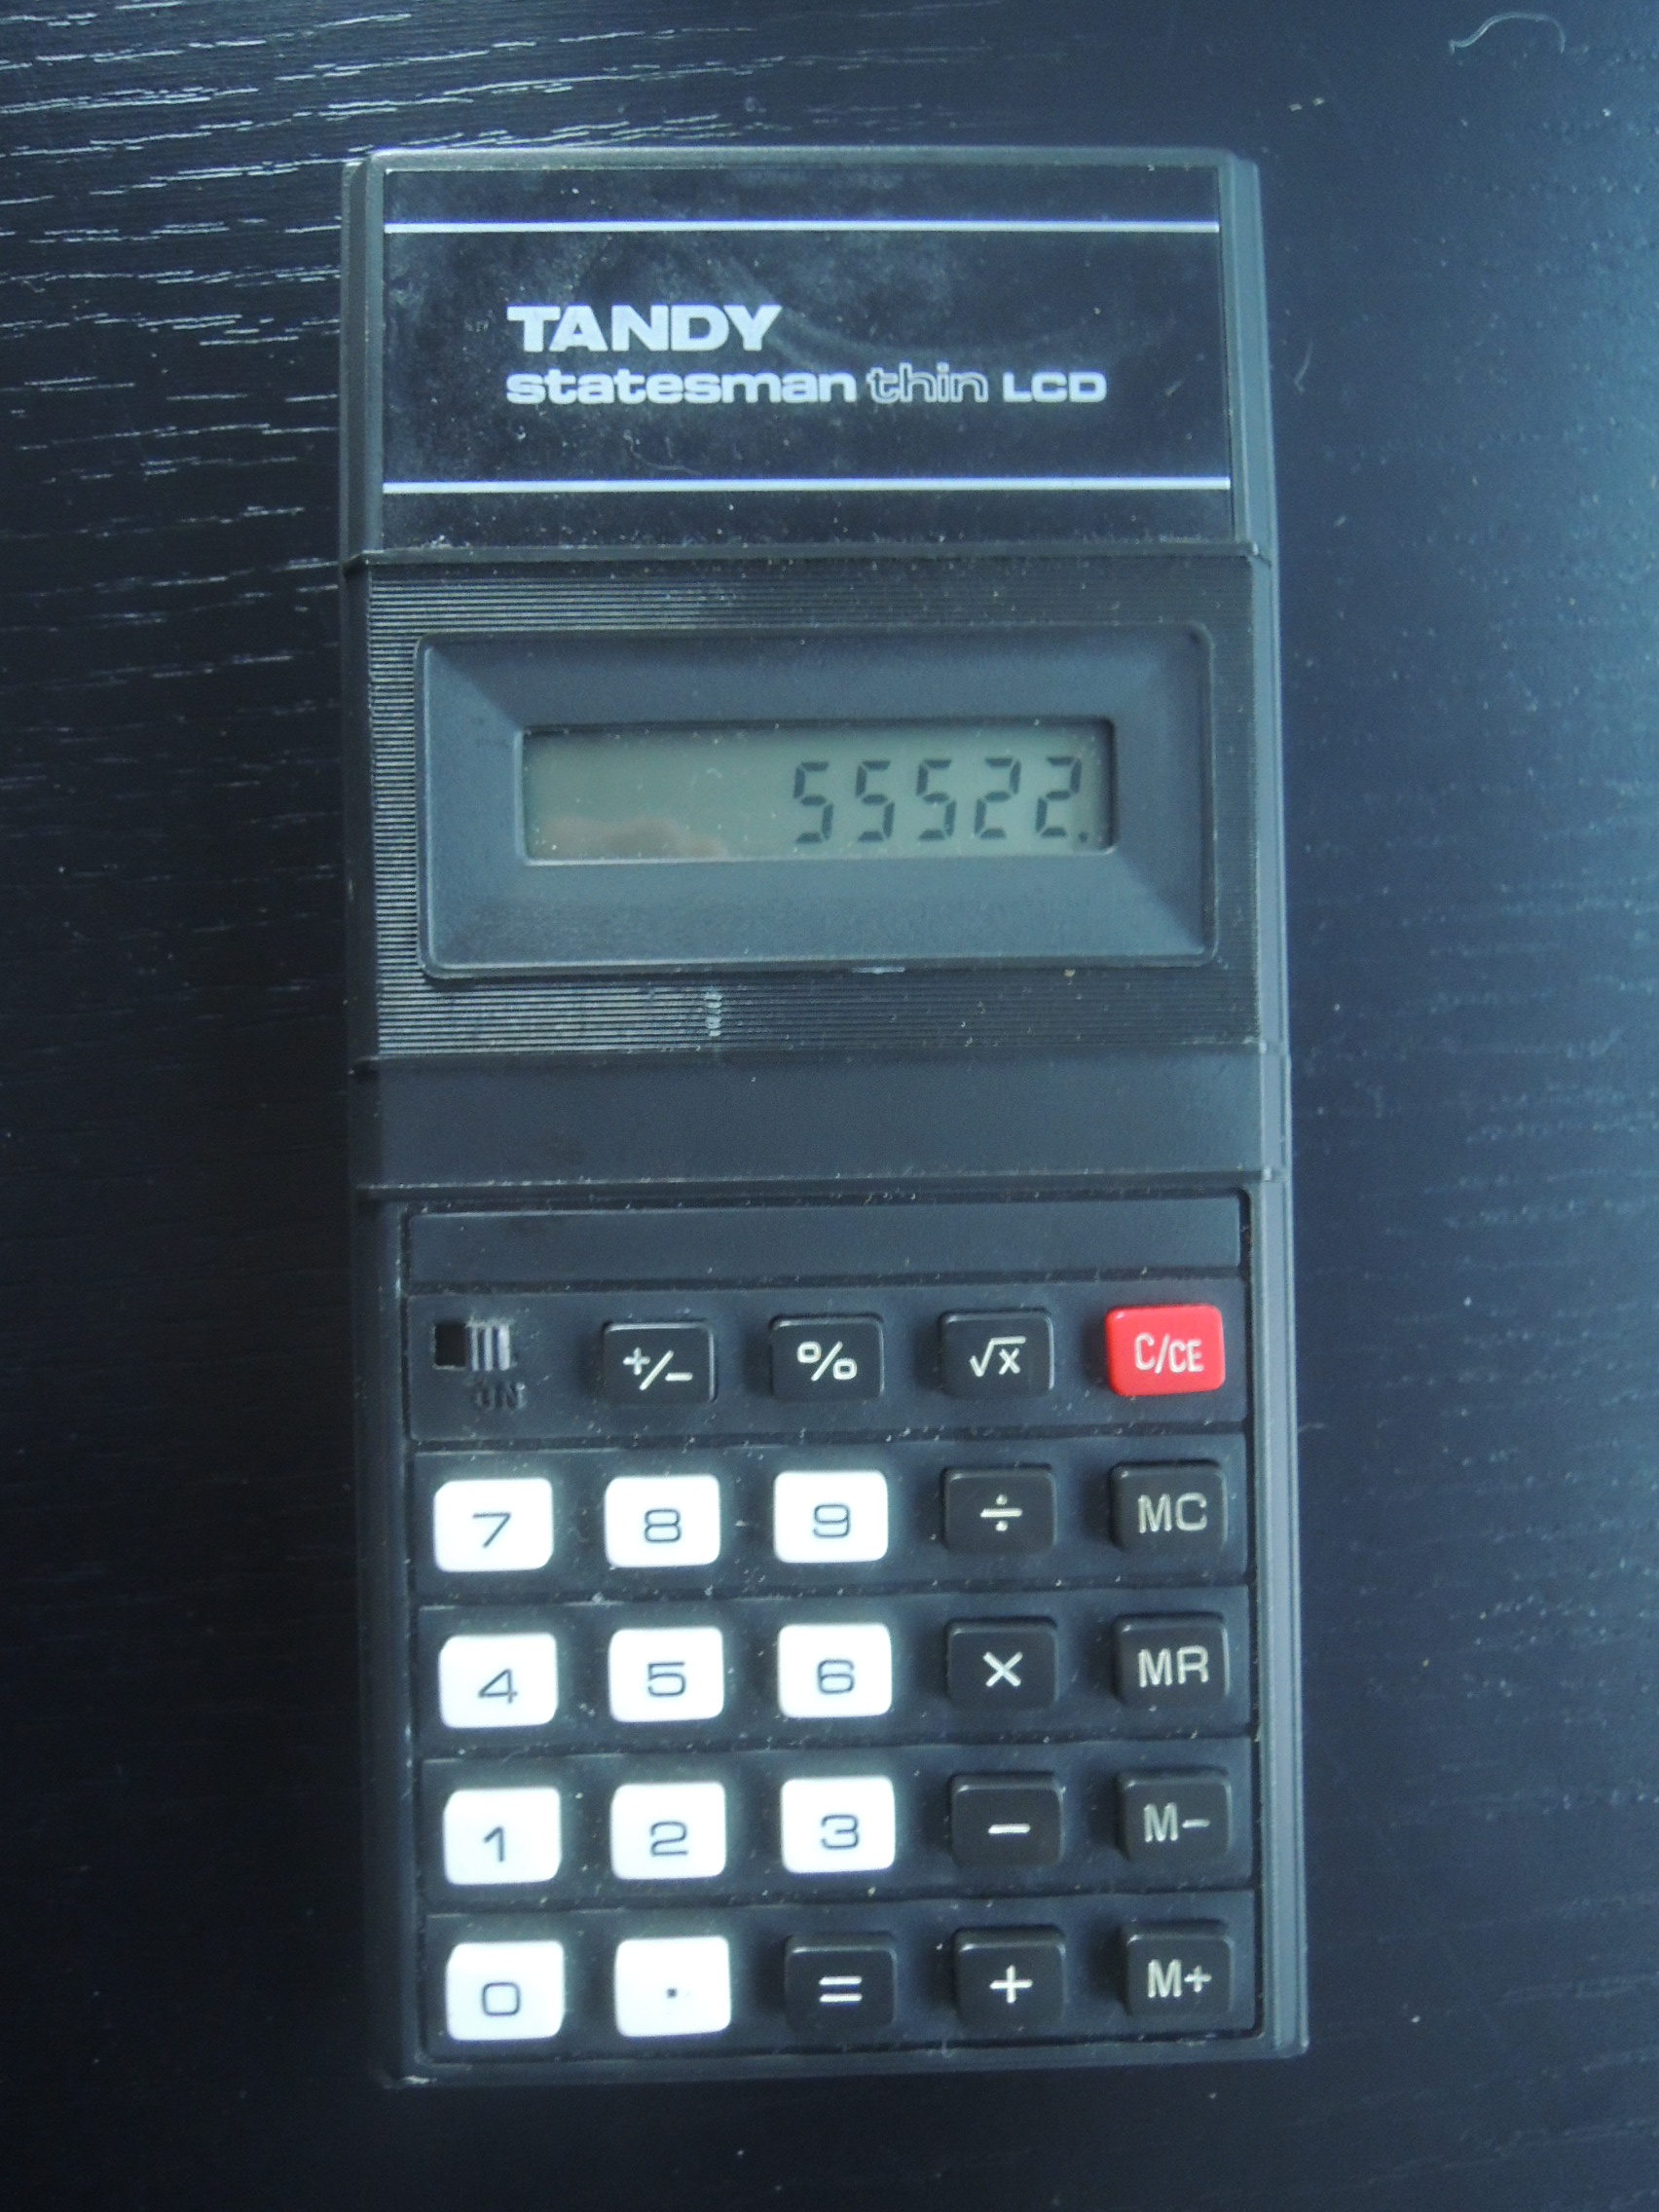 TANDY
statesman thin LCD
55522.
ON +/- % √x C/CE
7 8 9 ÷ MC
4 5 6 × MR
1 2 3 − M−
0 . = + M+